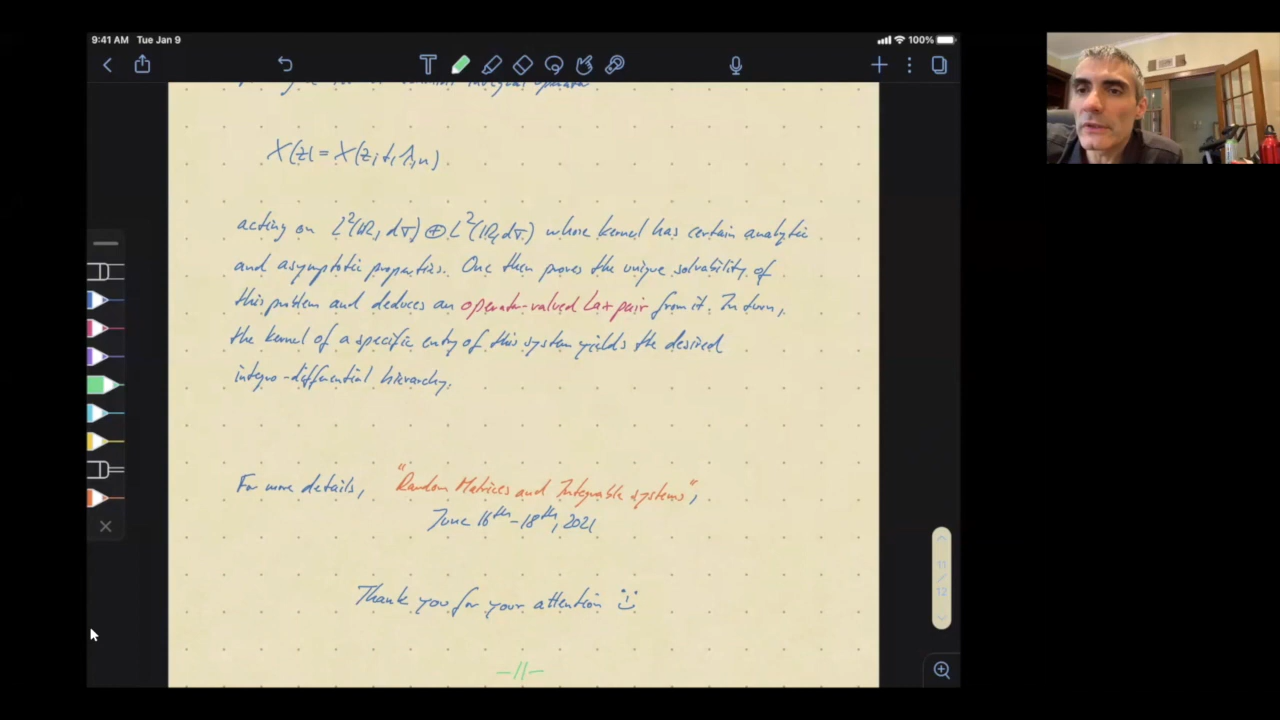 9:41 AM Tue Jan 9
100%
X(z) = X(z; t, λ, n)
acting on L²(ℝ, dσ) ⊕ L²(ℝ, dσ) whose kernel has certain analytic
and asymptotic properties. One then proves the unique solvability of
this problem and deduces an operator-valued Lax pair from it. In turn,
the kernel of a specific entry of this system yields the desired
integro-differential hierarchy.
For more details, "Random Matrices and Integrable systems",
June 16th - 18th, 2021
Thank you for your attention
11
/
12